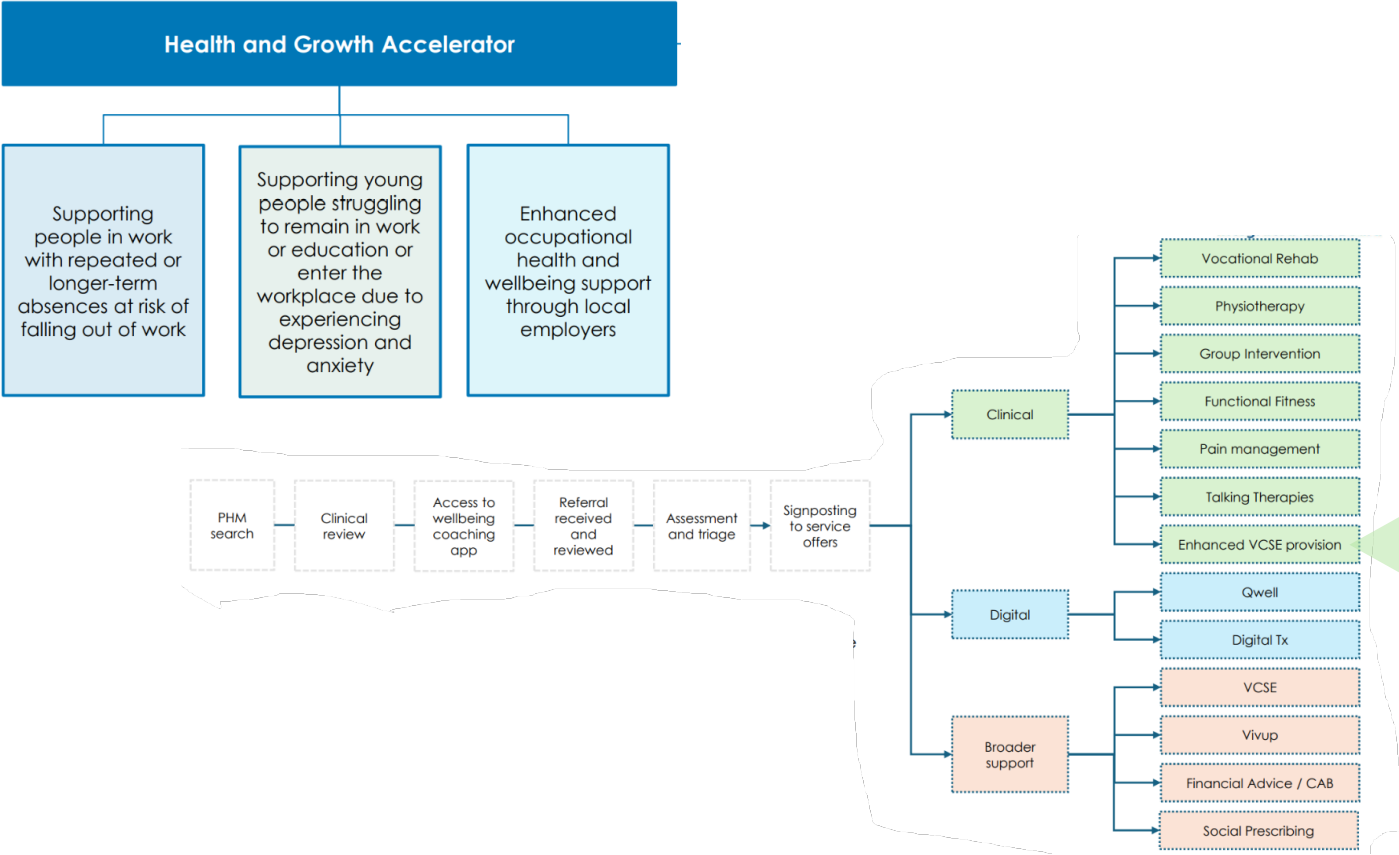 Health and Growth Accelerator
Supporting
people in work
with repeated or
longer-term
absences at risk of
falling out of work
Supporting young
people struggling
to remain in work
or education or
enter the
workplace due to
experiencing
depression and
anxiety
Enhanced
occupational
health and
wellbeing support
through local
employers
PHM
search
Clinical
review
Access to
wellbeing
coaching
app
Referral
received
and
reviewed
Assessment
and triage
Signposting
to service
offers
Clinical
Vocational Rehab
Physiotherapy
Group Intervention
Functional Fitness
Pain management
Talking Therapies
Enhanced VCSE provision
Digital
Qwell
Digital Tx
Broader
support
VCSE
Vivup
Financial Advice / CAB
Social Prescribing